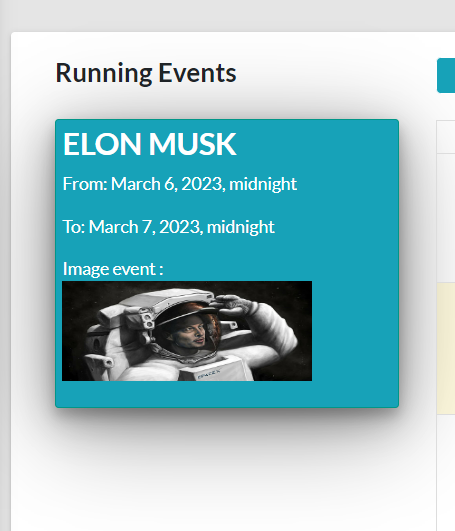 Running Events
ELON MUSK
From: March 6, 2023, midnight
To: March 7, 2023, midnight
Image event :